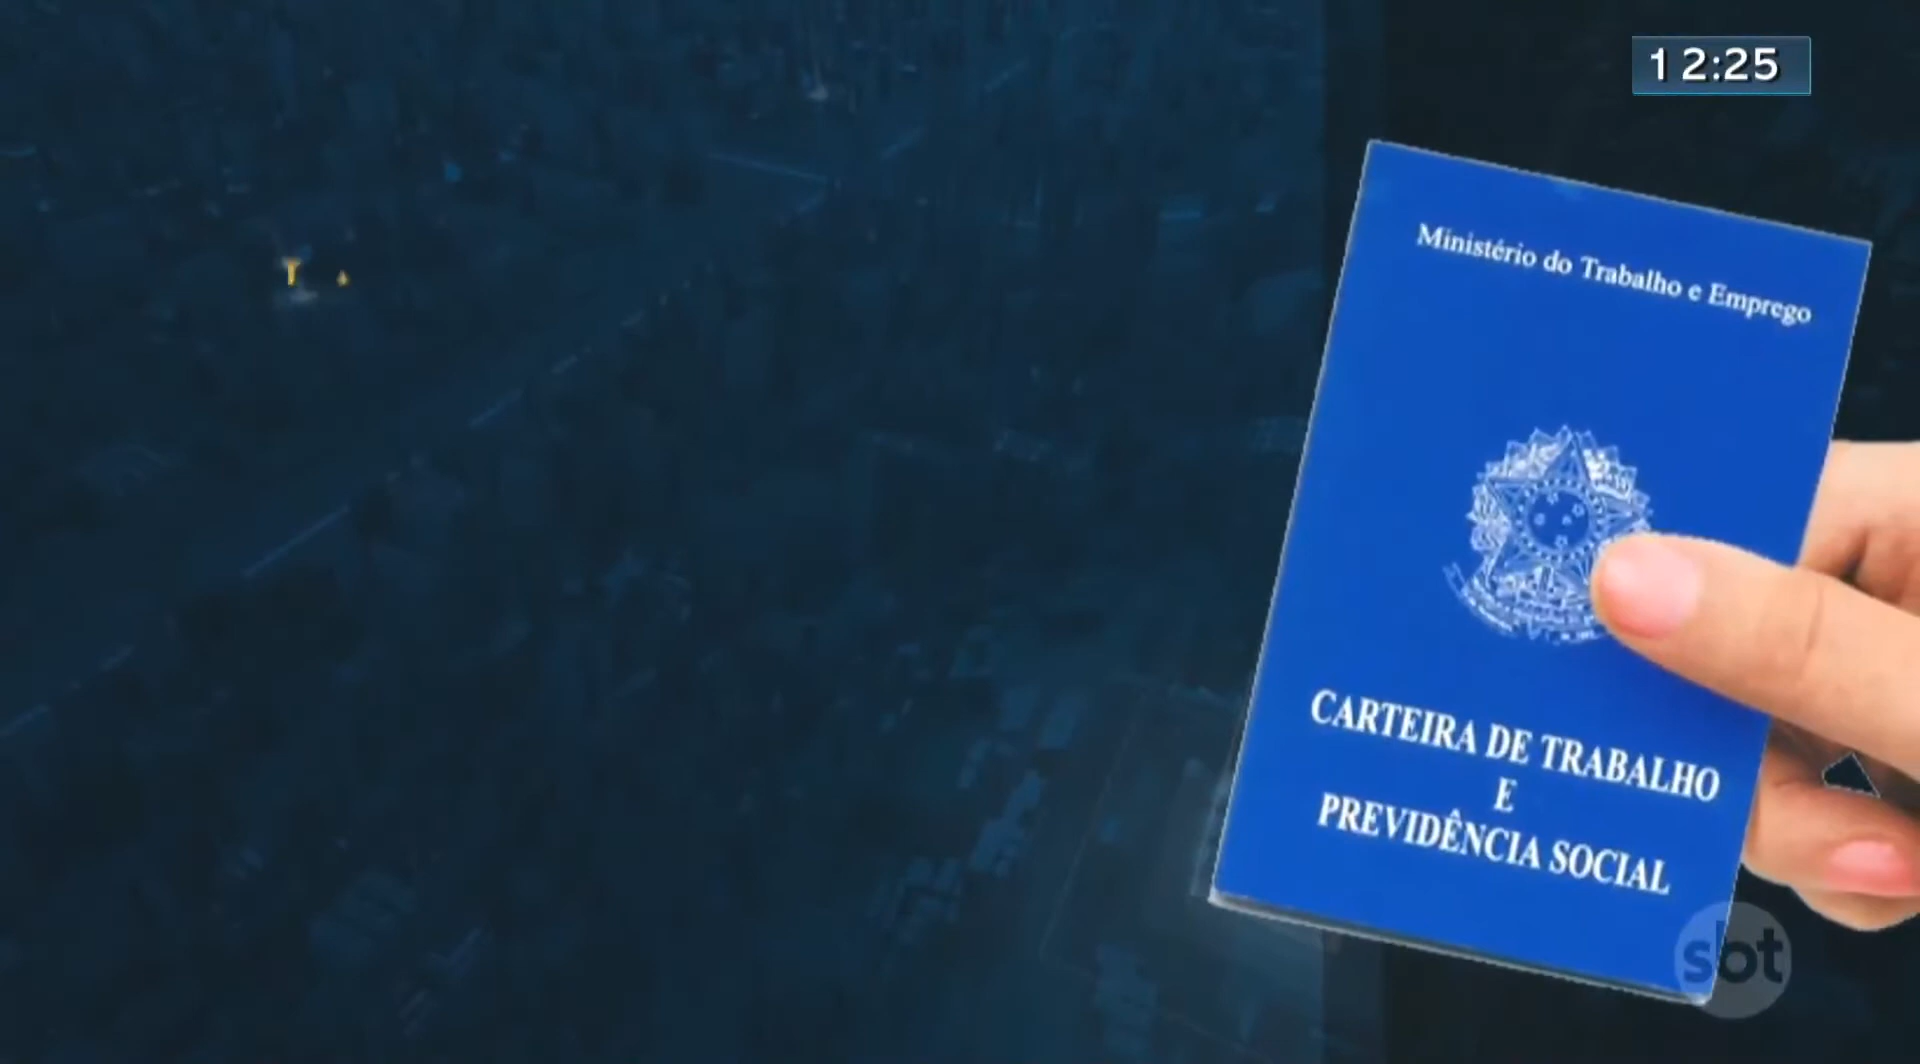 12:25
Ministério do Trabalho e Emprego
CARTEIRA DE TRABALHO
E
PREVIDÊNCIA SOCIAL
sbt